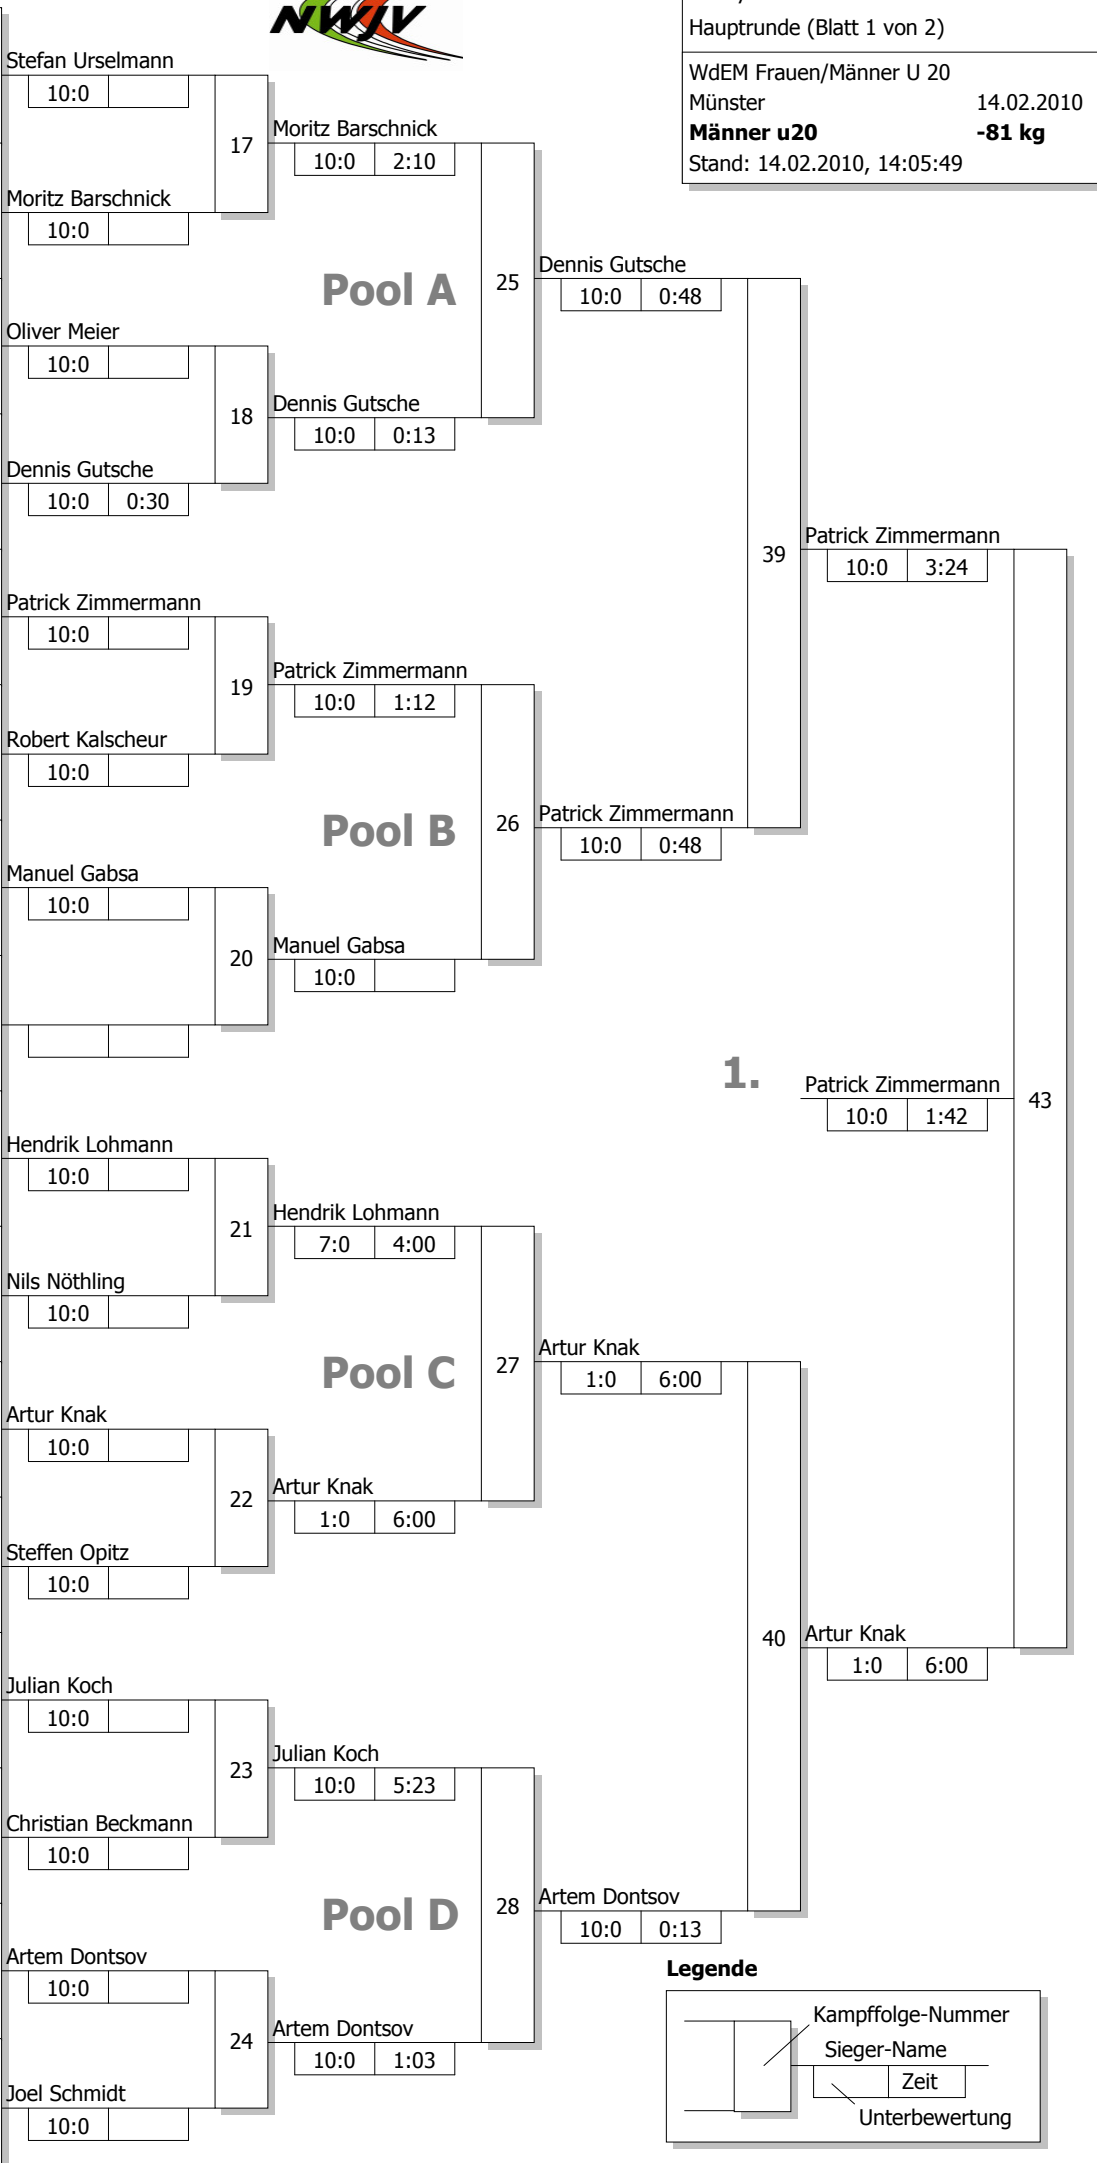 NWJV
Hauptrunde (Blatt 1 von 2)
WdEM Frauen/Männer U 20
Münster 14.02.2010
Männer u20 -81 kg
Stand: 14.02.2010, 14:05:49
Stefan Urselmann
10:0
17
Moritz Barschnick
10:0 2:10
Moritz Barschnick
10:0
Pool A
25
Dennis Gutsche
10:0 0:48
Oliver Meier
10:0
18
Dennis Gutsche
10:0 0:13
Dennis Gutsche
10:0 0:30
39
Patrick Zimmermann
10:0 3:24
Patrick Zimmermann
10:0
19
Patrick Zimmermann
10:0 1:12
Robert Kalscheur
10:0
Pool B
26
Patrick Zimmermann
10:0 0:48
Manuel Gabsa
10:0
20
Manuel Gabsa
10:0
1.
Patrick Zimmermann
10:0 1:42
43
Hendrik Lohmann
10:0
21
Hendrik Lohmann
7:0 4:00
Nils Nöthling
10:0
Pool C
27
Artur Knak
1:0 6:00
Artur Knak
10:0
22
Artur Knak
1:0 6:00
Steffen Opitz
10:0
40
Artur Knak
1:0 6:00
Julian Koch
10:0
23
Julian Koch
10:0 5:23
Christian Beckmann
10:0
Pool D
28
Artem Dontsov
10:0 0:13
Artem Dontsov
10:0
24
Artem Dontsov
10:0 1:03
Joel Schmidt
10:0
Legende
Kampffolge-Nummer
Sieger-Name
Zeit
Unterbewertung